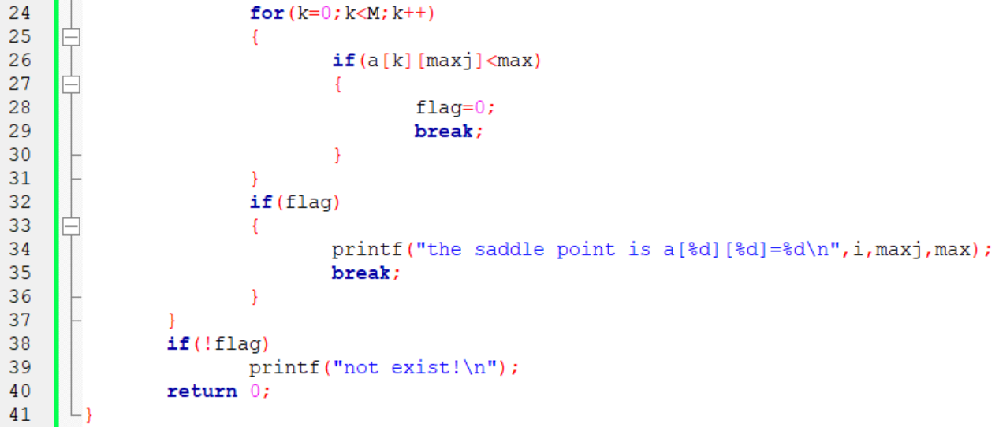 24 for(k=0;k<M;k++)
25 {
26 if(a[k][maxj]<max)
27 {
28 flag=0;
29 break;
30 }
31 }
32 if(flag)
33 {
34 printf("the saddle point is a[%d][%d]=%d\n",i,maxj,max);
35 break;
36 }
37 }
38 if(!flag)
39 printf("not exist!\n");
40 return 0;
41 }